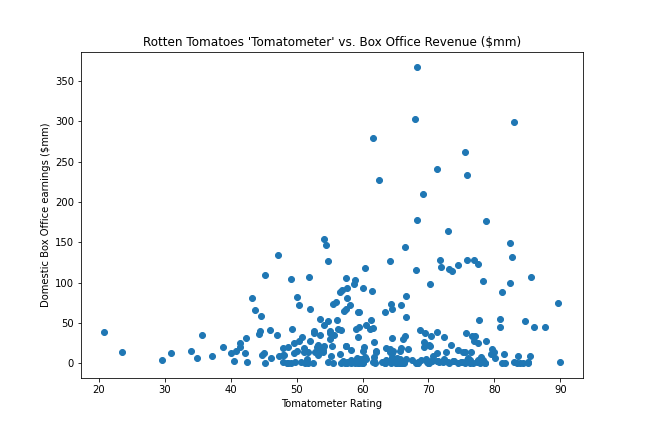 Rotten Tomatoes 'Tomatometer' vs. Box Office Revenue ($mm)
Domestic Box Office earnings ($mm)
350
300
250
200
150
100
50
0
20 30 40 50 60 70 80 90
Tomatometer Rating